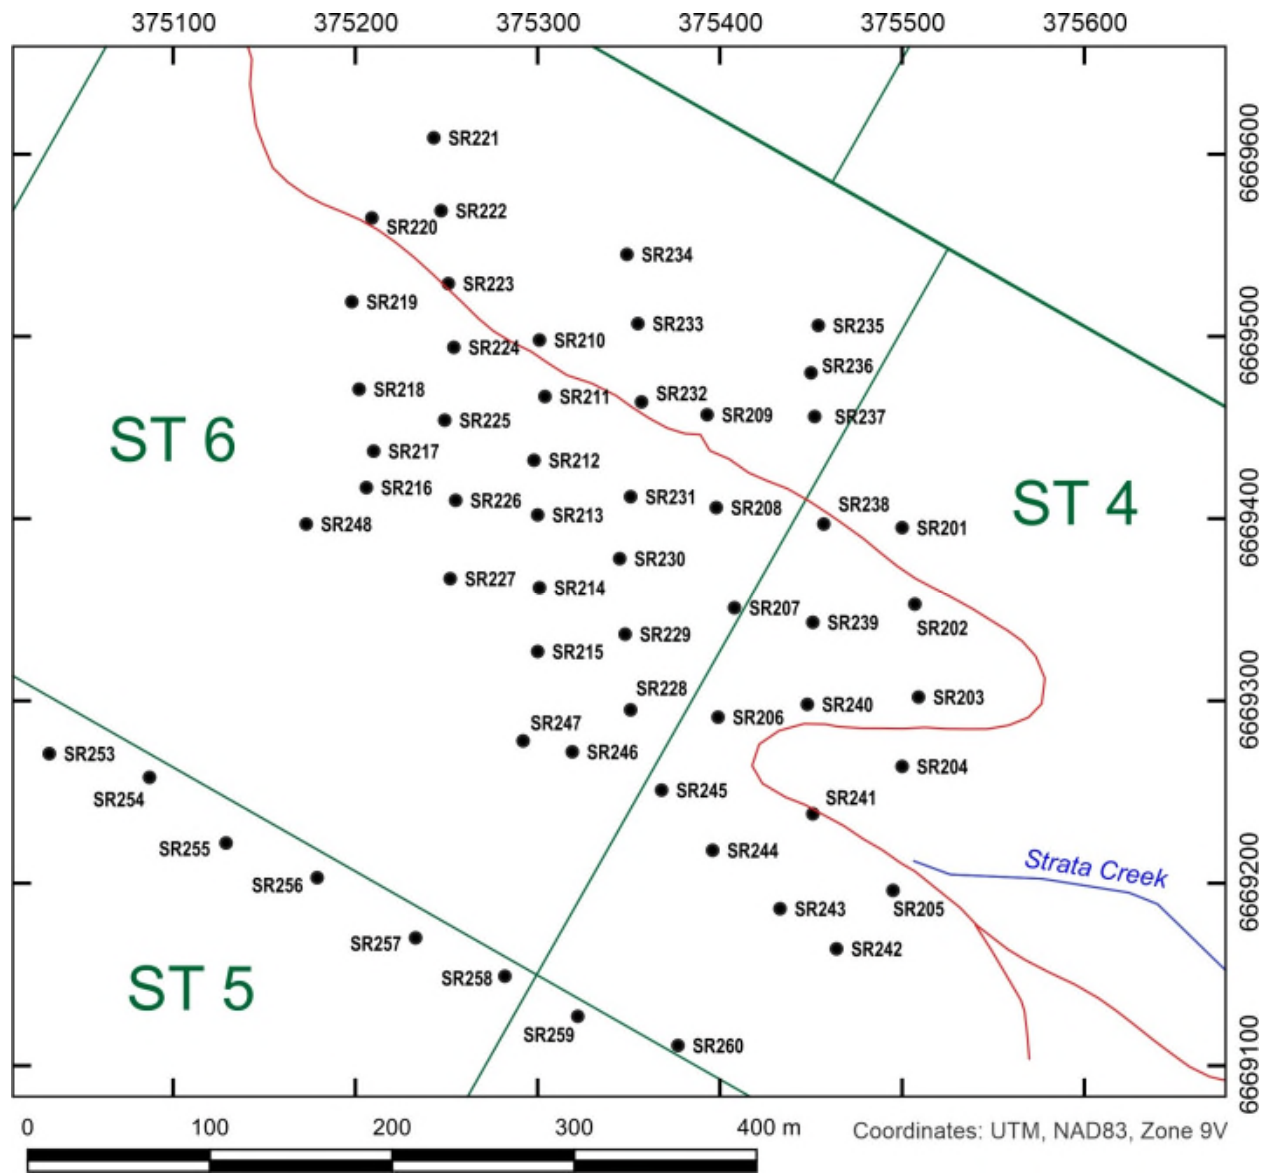 375100 375200 375300 375400 375500 375600
SR221
6669600
SR222
SR220
SR234
SR223
SR219
SR233
SR235
6669500
SR210
SR224
SR236
SR218
SR232
SR211
SR209
SR237
SR225
ST 6
SR217
SR212
SR216
SR231
SR226
ST 4
SR238
SR208
SR213
SR248
SR201
6669400
SR230
SR227
SR214
SR207
SR239
SR202
SR229
SR215
SR228
SR203
6669300
SR240
SR206
SR247
SR246
SR253
SR204
SR245
SR254
SR241
SR255
SR244
Strata Creek
SR256
6669200
SR243
SR205
SR257
SR242
SR258
ST 5
SR259
SR260
6669100
0 100 200 300 400 m
Coordinates: UTM, NAD83, Zone 9V